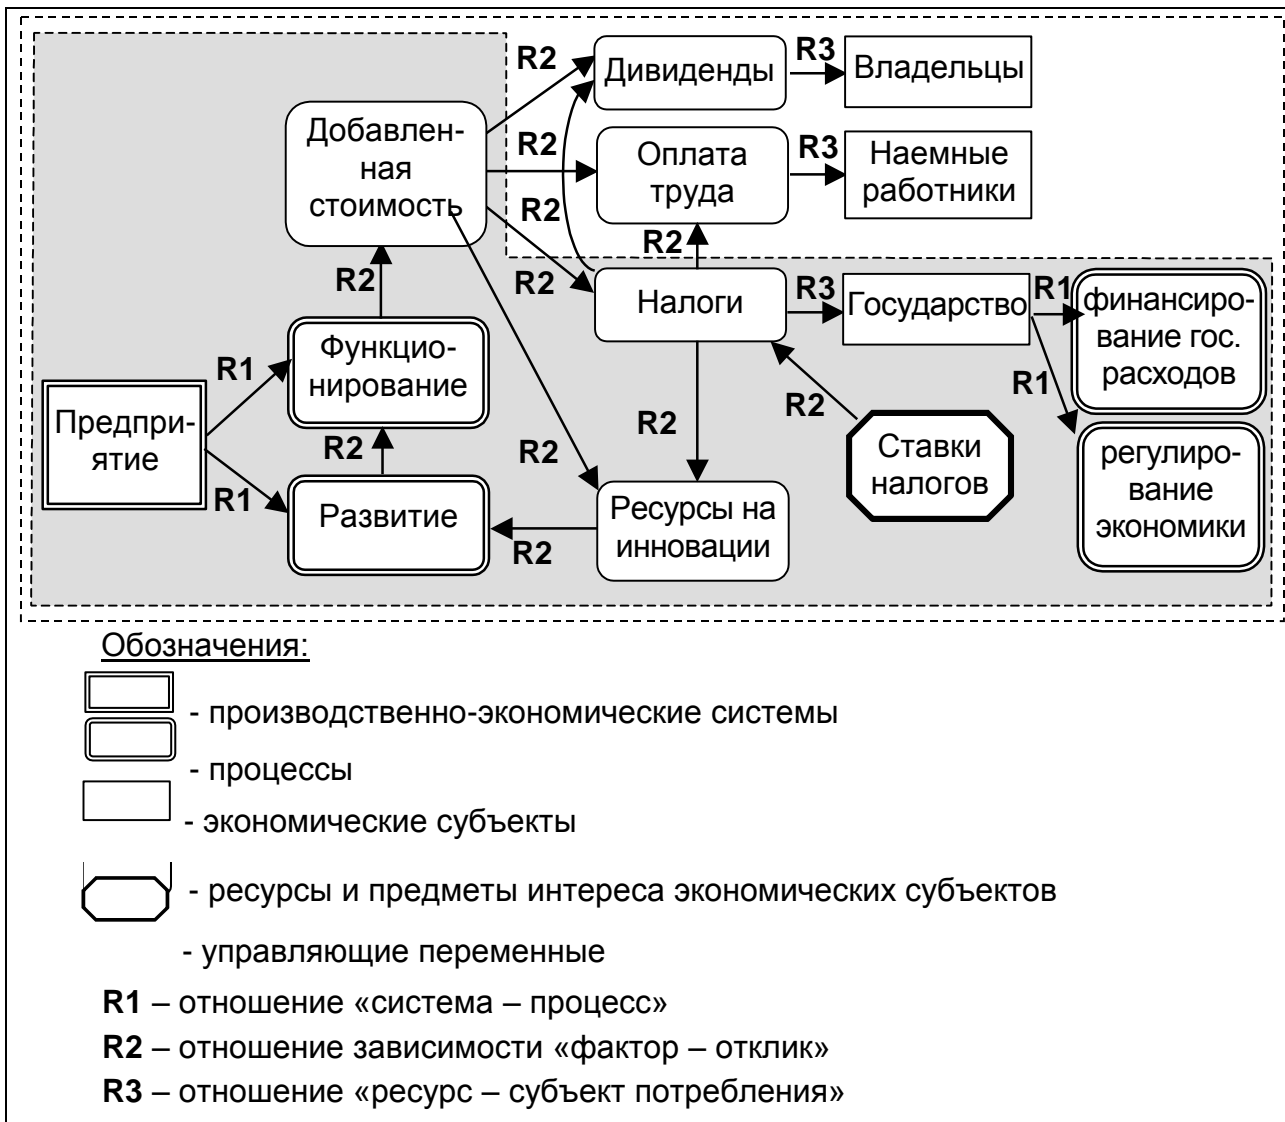 R2
Дивиденды
R3
Владельцы
Добавлен-
ная
стоимость
R2
Оплата
труда
R3
Наемные
работники
R2
R2
R2
R2
Налоги
R3
Государство
R1
финансиро-
вание гос.
расходов
R1
Функцио-
нирование
R1
R2
R2
Предпри-
ятие
R2
R2
Ставки
налогов
регулиро-
вание
экономики
R1
Развитие
R2
Ресурсы на
инновации
Обозначения:
- производственно-экономические системы
- процессы
- экономические субъекты
- ресурсы и предметы интереса экономических субъектов
- управляющие переменные
R1 – отношение «система – процесс»
R2 – отношение зависимости «фактор – отклик»
R3 – отношение «ресурс – субъект потребления»